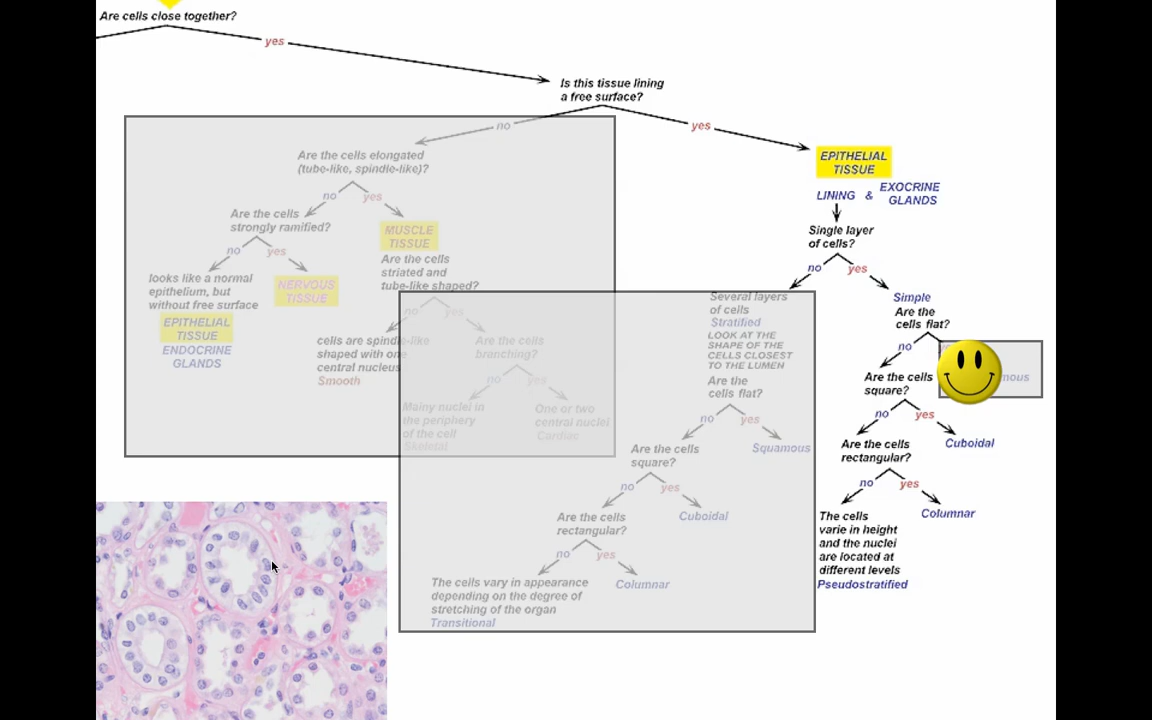 Are cells close together?
yes
Is this tissue lining
a free surface?
no
yes
Are the cells elongated
(tube-like, spindle-like)?
no
yes
Are the cells
strongly ramified?
no
yes
looks like a normal
epithelium, but
without free surface
EPITHELIAL
TISSUE
ENDOCRINE
GLANDS
NERVOUS
TISSUE
MUSCLE
TISSUE
Are the cells
striated and
tube-like shaped?
no
yes
cells are spindle-like
shaped with one
central nucleus
Smooth
Are the cells
branching?
no
yes
Mainy nuclei in
the periphery
of the cell
Skeletal
One or two
central nuclei
Cardiac
EPITHELIAL
TISSUE
LINING & EXOCRINE
GLANDS
Single layer
of cells?
no
yes
Several layers
of cells
Stratified
LOOK AT THE
SHAPE OF THE
CELLS CLOSEST
TO THE LUMEN
Are the
cells flat?
no
yes
Squamous
Are the cells
square?
no
yes
Cuboidal
Are the cells
rectangular?
no
yes
Columnar
The cells vary in appearance
depending on the degree of
stretching of the organ
Transitional
Simple
Are the
cells flat?
no
Are the cells
square?
no
yes
Cuboidal
Are the cells
rectangular?
no
yes
Columnar
The cells
varie in height
and the nuclei
are located at
different levels
Pseudostratified